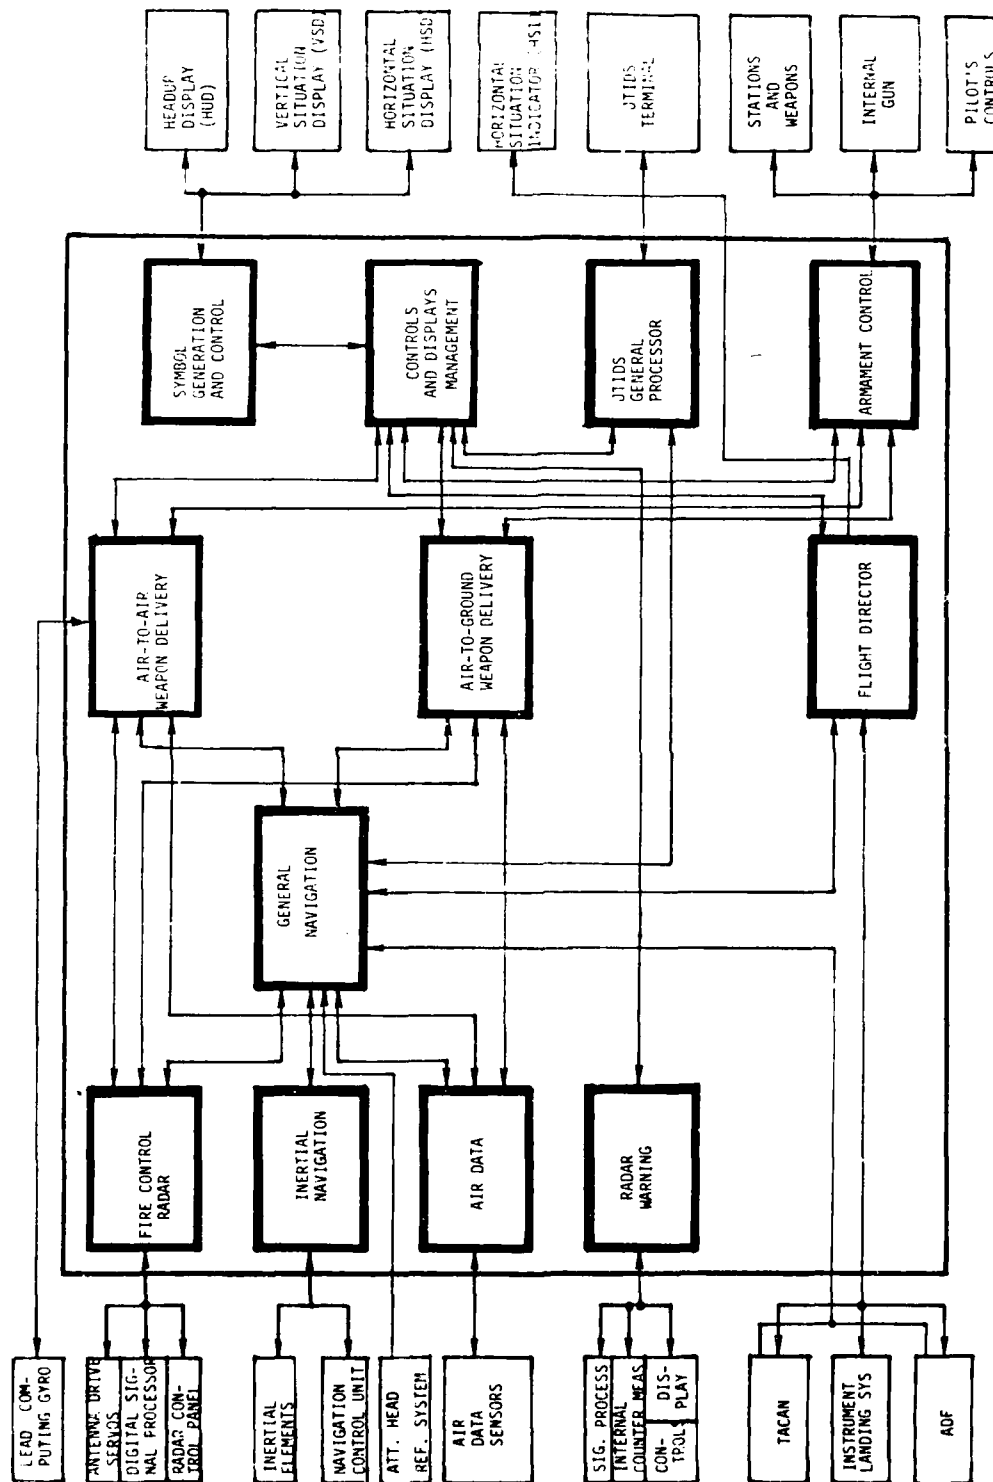 LEAD COM-
PUTING GYRO
ANTENNA DRIVE
SERVOS
DIGITAL SIG-
NAL PROCESSOR
RADAR CON-
TROL PANEL
INERTIAL
ELEMENTS
NAVIGATION
CONTROL UNIT
ATT. HEAD
REF. SYSTEM
AIR
DATA
SENSORS
SIG. PROCESS
INTERNAL
COUNTER MEAS
CON-
TROLS
DIS-
PLAY
TACAN
INSTRUMENT
LANDING SYS
ADF
FIRE CONTROL
RADAR
INERTIAL
NAVIGATION
AIR DATA
RADAR
WARNING
GENERAL
NAVIGATION
AIR-TO-AIR
WEAPON DELIVERY
AIR-TO-GROUND
WEAPON DELIVERY
FLIGHT DIRECTOR
SYMBOL
GENERATION
AND CONTROL
CONTROLS
AND DISPLAYS
MANAGEMENT
JTIDS
GENERAL
PROCESSOR
ARMAMENT CONTROL
HEADUP
DISPLAY
(HUD)
VERTICAL
SITUATION
DISPLAY (VSD)
HORIZONTAL
SITUATION
DISPLAY (HSD)
HORIZONTAL
SITUATION
INDICATOR (HSI)
JTIDS
TERMINAL
STATIONS
AND
WEAPONS
INTERNAL
GUN
PILOT'S
CONTROLS